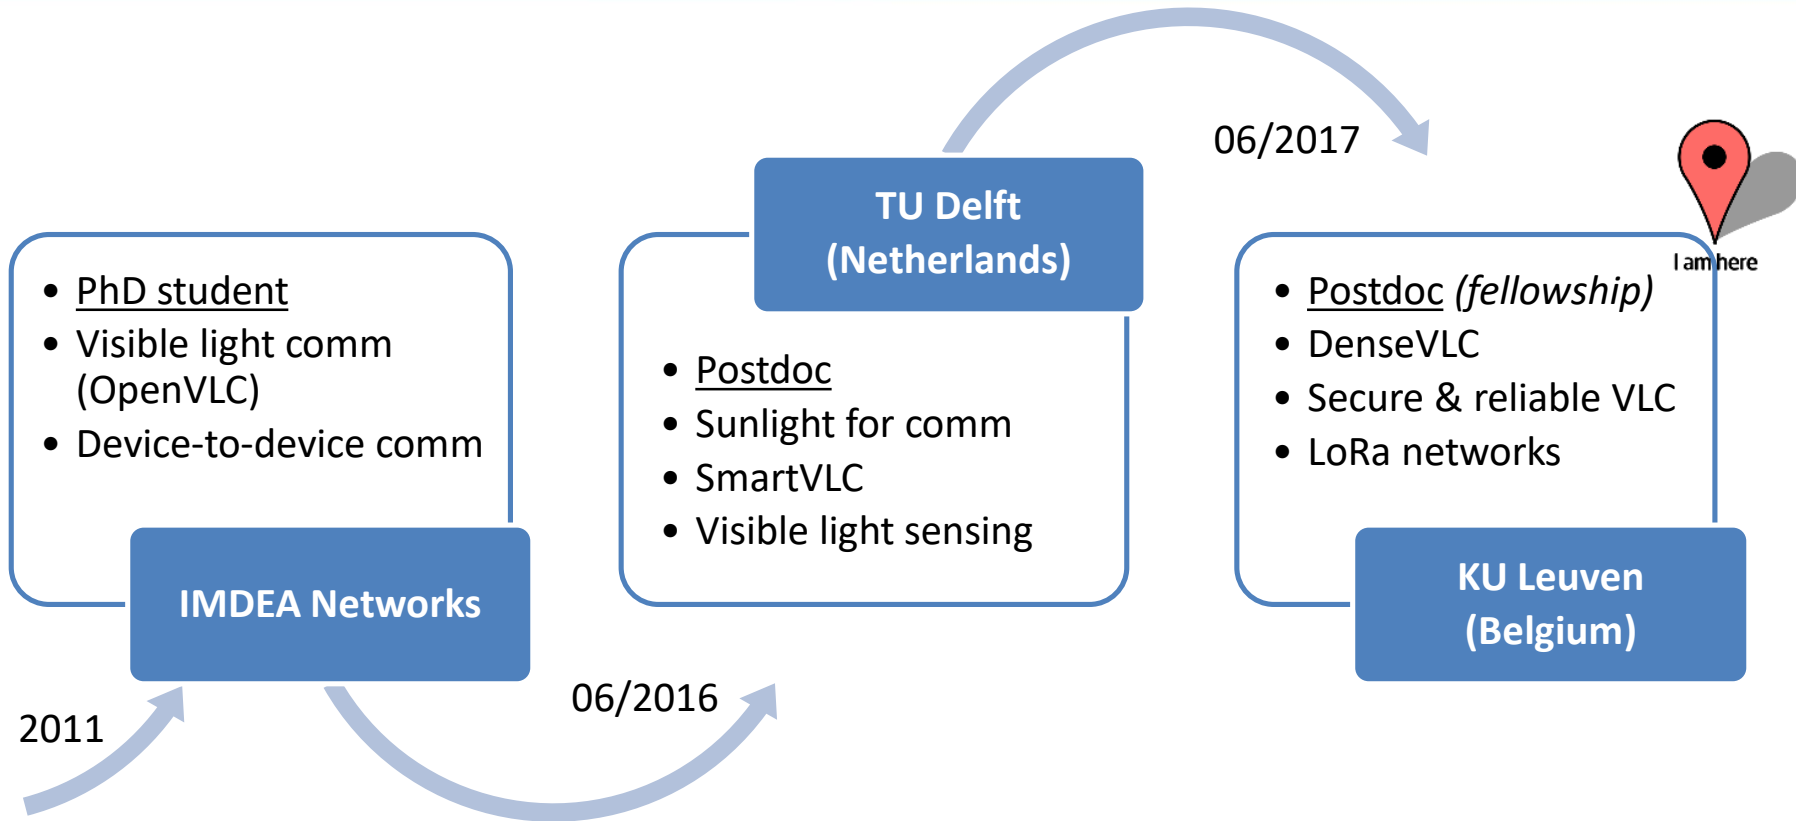 2011
• PhD student
• Visible light comm
(OpenVLC)
• Device-to-device comm
IMDEA Networks
06/2016
TU Delft
(Netherlands)
• Postdoc
• Sunlight for comm
• SmartVLC
• Visible light sensing
06/2017
I am here
• Postdoc (fellowship)
• DenseVLC
• Secure & reliable VLC
• LoRa networks
KU Leuven
(Belgium)